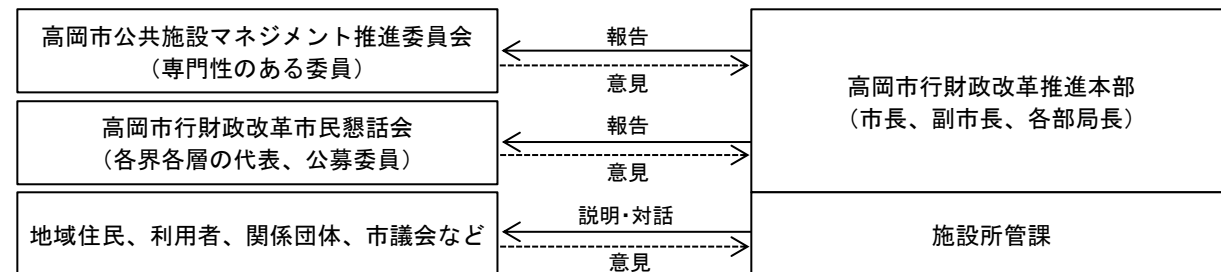 高岡市公共施設マネジメント推進委員会
（専門性のある委員）
報告
意見
高岡市行財政改革推進本部
（市長、副市長、各部局長）
高岡市行財政改革市民懇話会
（各界各層の代表、公募委員）
報告
意見
地域住民、利用者、関係団体、市議会など
説明・対話
意見
施設所管課